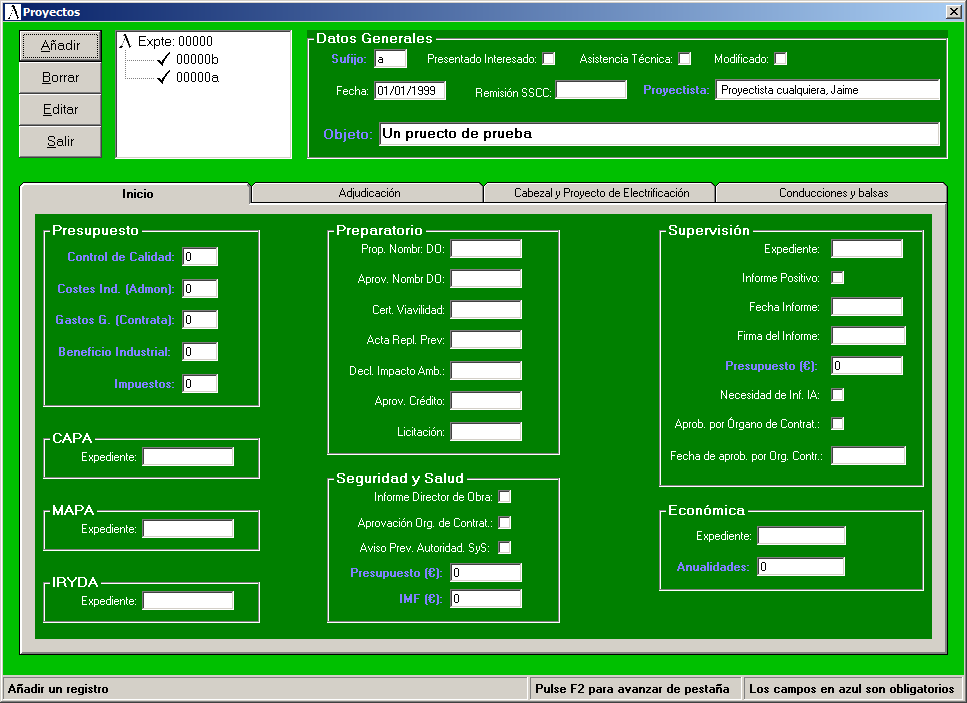 Proyectos
Añadir
Borrar
Editar
Salir
Expte: 00000
00000b
00000a
Datos Generales
Sufijo: a Presentado Interesado: Asistencia Técnica: Modificado:
Fecha: 01/01/1999 Remisión SSCC: Proyectista: Proyectista cualquiera, Jaime
Objeto: Un pruecto de prueba
Inicio Adjudicación Cabezal y Proyecto de Electrificación Conducciones y balsas
Presupuesto
Control de Calidad: 0
Costes Ind. (Admon): 0
Gastos G. (Contrata): 0
Beneficio Industrial: 0
Impuestos: 0
CAPA
Expediente:
MAPA
Expediente:
IRYDA
Expediente:
Preparatorio
Prop. Nombr: DO:
Aprov. Nombr DO:
Cert. Viavilidad:
Acta Repl. Prev:
Decl. Impacto Amb.:
Aprov. Crédito:
Licitación:
Seguridad y Salud
Informe Director de Obra:
Aprovación Org. de Contrat.:
Aviso Prev. Autoridad. SyS:
Presupuesto (€): 0
IMF (€): 0
Supervisión
Expediente:
Informe Positivo:
Fecha Informe:
Firma del Informe:
Presupuesto (€): 0
Necesidad de Inf. IA:
Aprob. por Órgano de Contrat.:
Fecha de aprob. por Org. Contr.:
Económica
Expediente:
Anualidades: 0
Añadir un registro Pulse F2 para avanzar de pestaña Los campos en azul son obligatorios